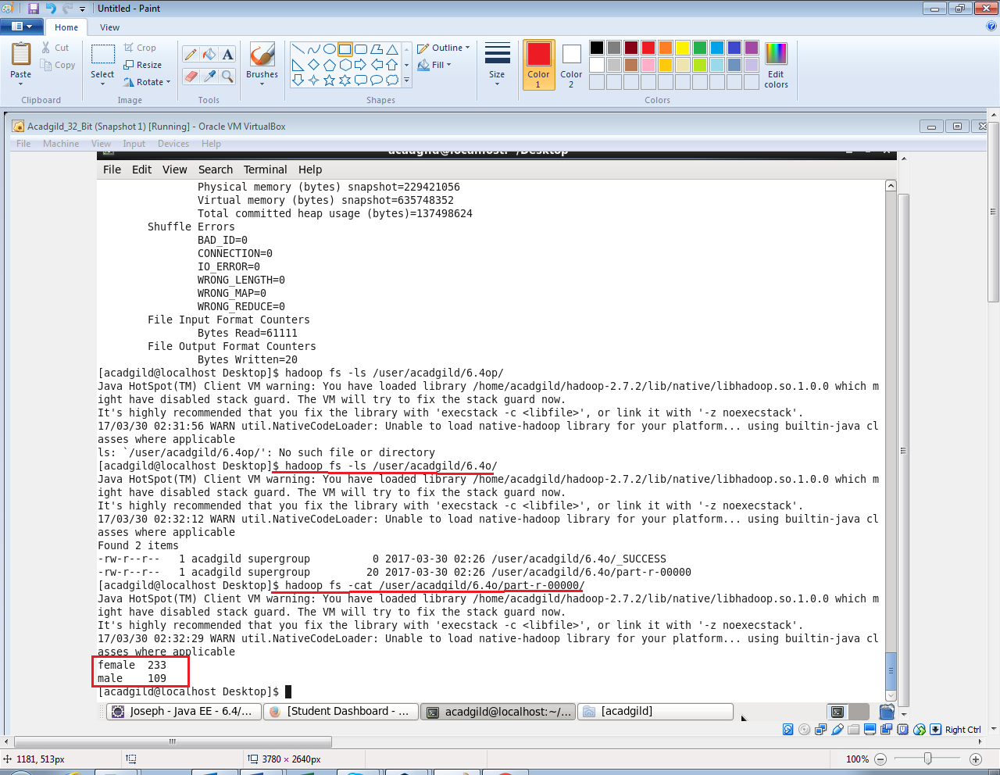 Untitled - Paint
Home
View
Paste
Cut
Copy
Clipboard
Select
Crop
Resize
Rotate
Image
A
Tools
Brushes
Outline
Fill
Shapes
Size
Color 1
Color 2
Edit colors
Colors
Acadgild_32_Bit (Snapshot 1) [Running] - Oracle VM VirtualBox
File Machine View Input Devices Help
acadgild@localhost:~/Desktop
File Edit View Search Terminal Help
Physical memory (bytes) snapshot=229421056
Virtual memory (bytes) snapshot=635748352
Total committed heap usage (bytes)=137498624
Shuffle Errors
BAD_ID=0
CONNECTION=0
IO_ERROR=0
WRONG_LENGTH=0
WRONG_MAP=0
WRONG_REDUCE=0
File Input Format Counters
Bytes Read=61111
File Output Format Counters
Bytes Written=20
[acadgild@localhost Desktop]$ hadoop fs -ls /user/acadgild/6.4op/
Java HotSpot(TM) Client VM warning: You have loaded library /home/acadgild/hadoop-2.7.2/lib/native/libhadoop.so.1.0.0 which m
ight have disabled stack guard. The VM will try to fix the stack guard now.
It's highly recommended that you fix the library with 'execstack -c <libfile>', or link it with '-z noexecstack'.
17/03/30 02:31:56 WARN util.NativeCodeLoader: Unable to load native-hadoop library for your platform... using builtin-java cl
asses where applicable
ls: `/user/acadgild/6.4op/': No such file or directory
[acadgild@localhost Desktop]$ hadoop fs -ls /user/acadgild/6.4o/
Java HotSpot(TM) Client VM warning: You have loaded library /home/acadgild/hadoop-2.7.2/lib/native/libhadoop.so.1.0.0 which m
ight have disabled stack guard. The VM will try to fix the stack guard now.
It's highly recommended that you fix the library with 'execstack -c <libfile>', or link it with '-z noexecstack'.
17/03/30 02:32:12 WARN util.NativeCodeLoader: Unable to load native-hadoop library for your platform... using builtin-java cl
asses where applicable
Found 2 items
-rw-r--r-- 1 acadgild supergroup 0 2017-03-30 02:26 /user/acadgild/6.4o/_SUCCESS
-rw-r--r-- 1 acadgild supergroup 20 2017-03-30 02:26 /user/acadgild/6.4o/part-r-00000
[acadgild@localhost Desktop]$ hadoop fs -cat /user/acadgild/6.4o/part-r-00000/
Java HotSpot(TM) Client VM warning: You have loaded library /home/acadgild/hadoop-2.7.2/lib/native/libhadoop.so.1.0.0 which m
ight have disabled stack guard. The VM will try to fix the stack guard now.
It's highly recommended that you fix the library with 'execstack -c <libfile>', or link it with '-z noexecstack'.
17/03/30 02:32:29 WARN util.NativeCodeLoader: Unable to load native-hadoop library for your platform... using builtin-java cl
asses where applicable
female 233
male 109
[acadgild@localhost Desktop]$
Joseph - Java EE - 6.4/... [Student Dashboard - ... acadgild@localhost:~/... [acadgild]
Right Ctrl
1181, 513px
3780 × 2640px
100%